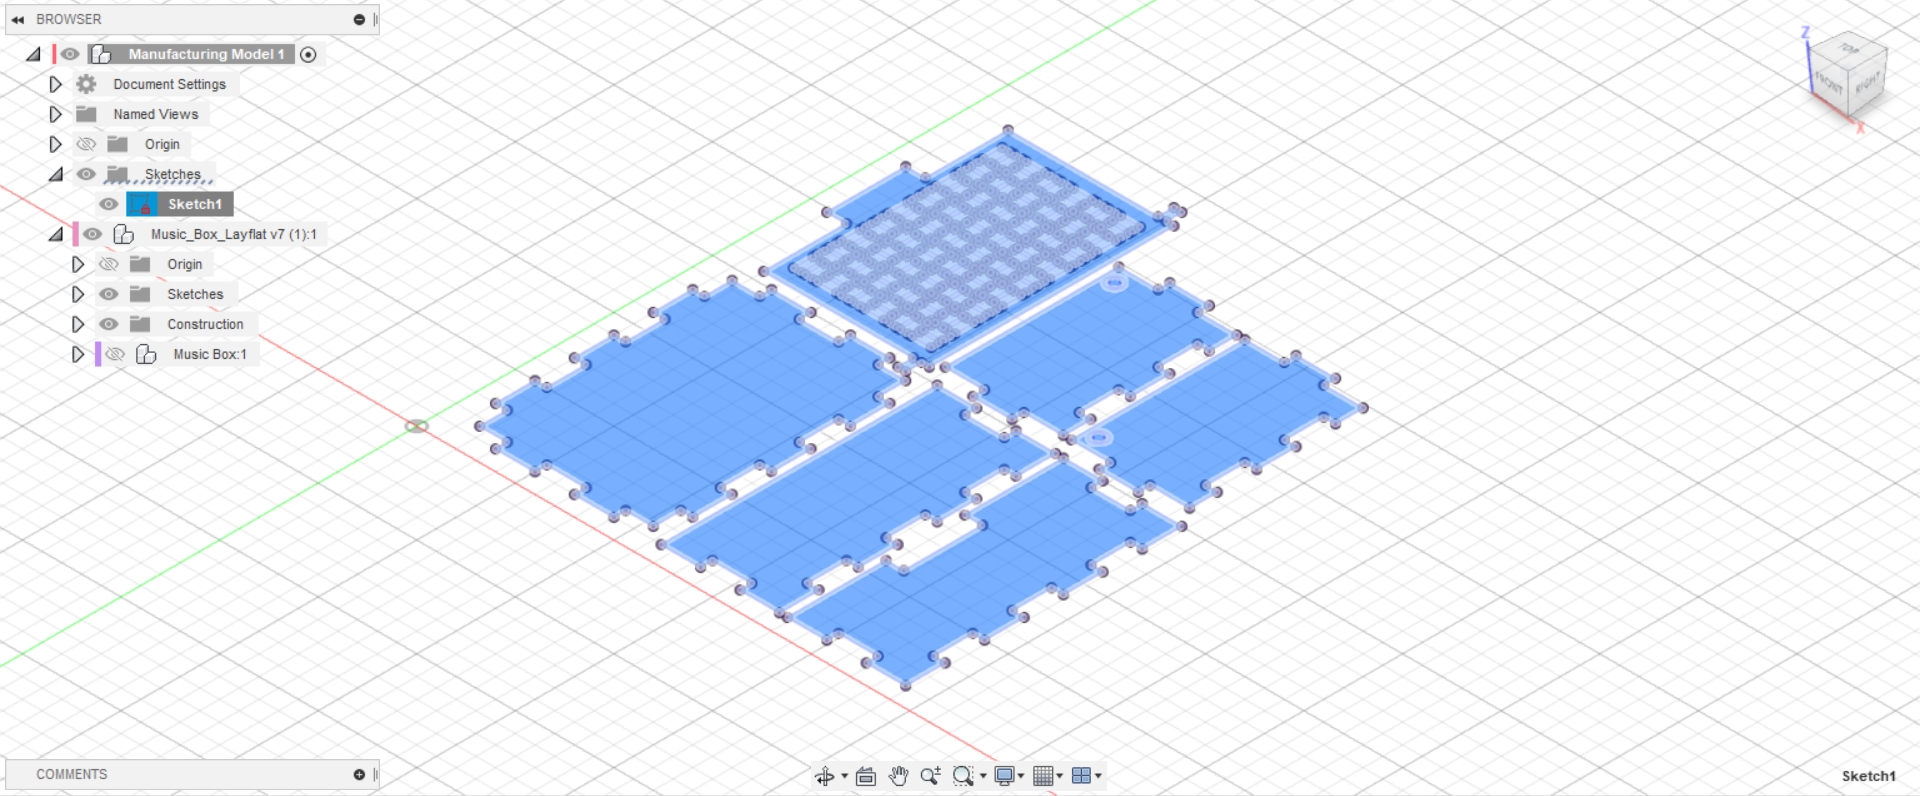 BROWSER
Manufacturing Model 1
Document Settings
Named Views
Origin
Sketches
Sketch1
Music_Box_Layflat v7 (1):1
Origin
Sketches
Construction
Music Box:1
Z
TOP
FRONT
RIGHT
X
COMMENTS
Sketch1